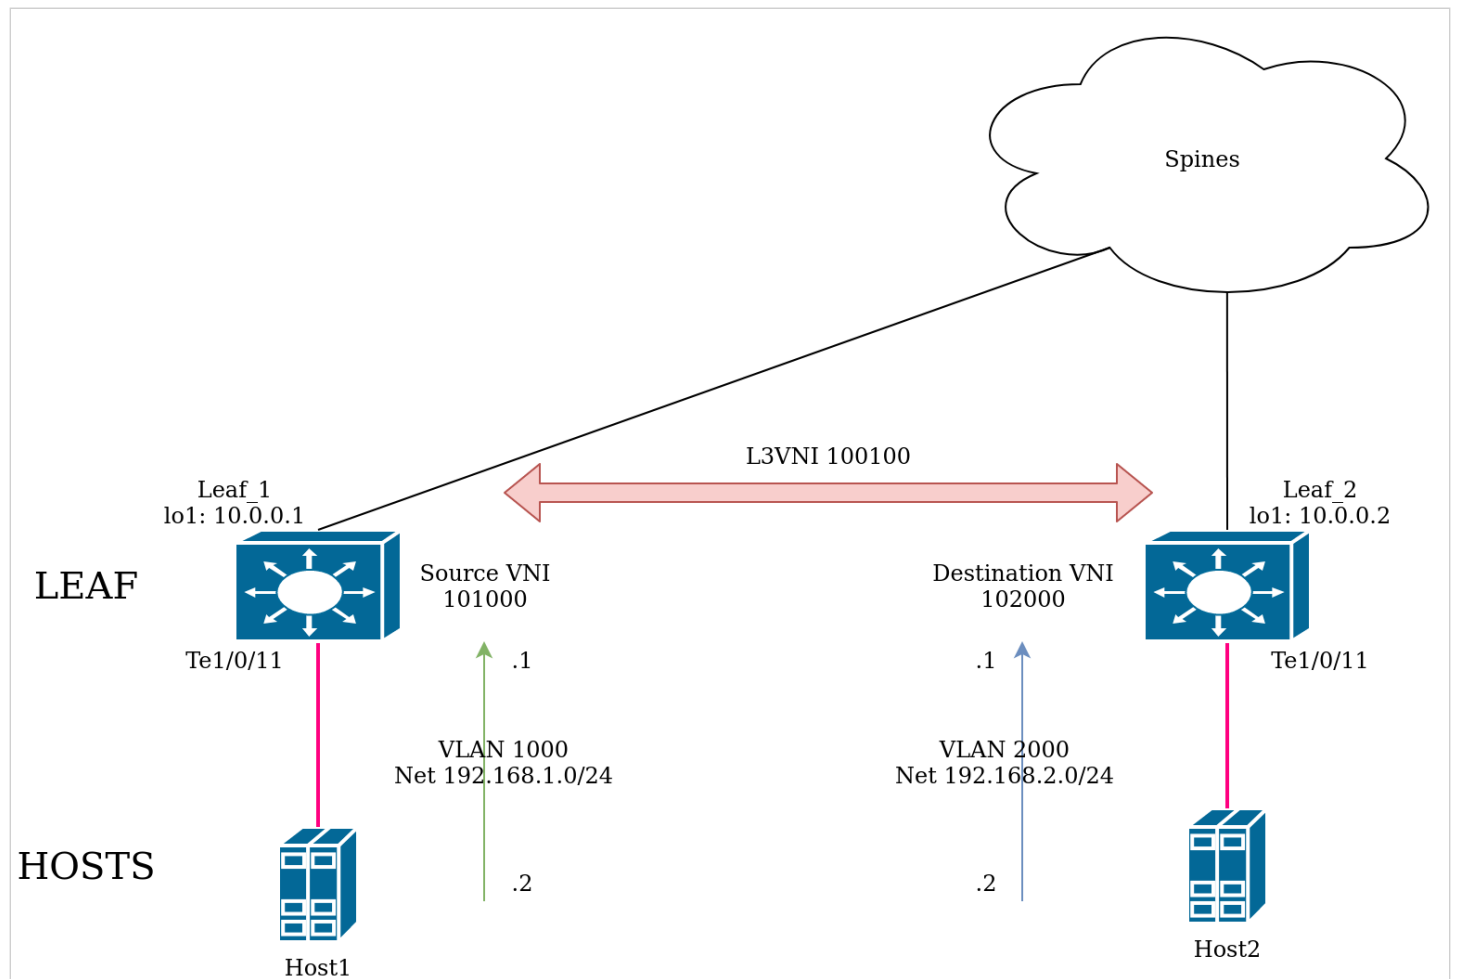 Spines
L3VNI 100100
Leaf_1
lo1: 10.0.0.1
Leaf_2
lo1: 10.0.0.2
LEAF
Source VNI
101000
Destination VNI
102000
Te1/0/11
.1
.1
Te1/0/11
VLAN 1000
Net 192.168.1.0/24
VLAN 2000
Net 192.168.2.0/24
HOSTS
.2
.2
Host1
Host2